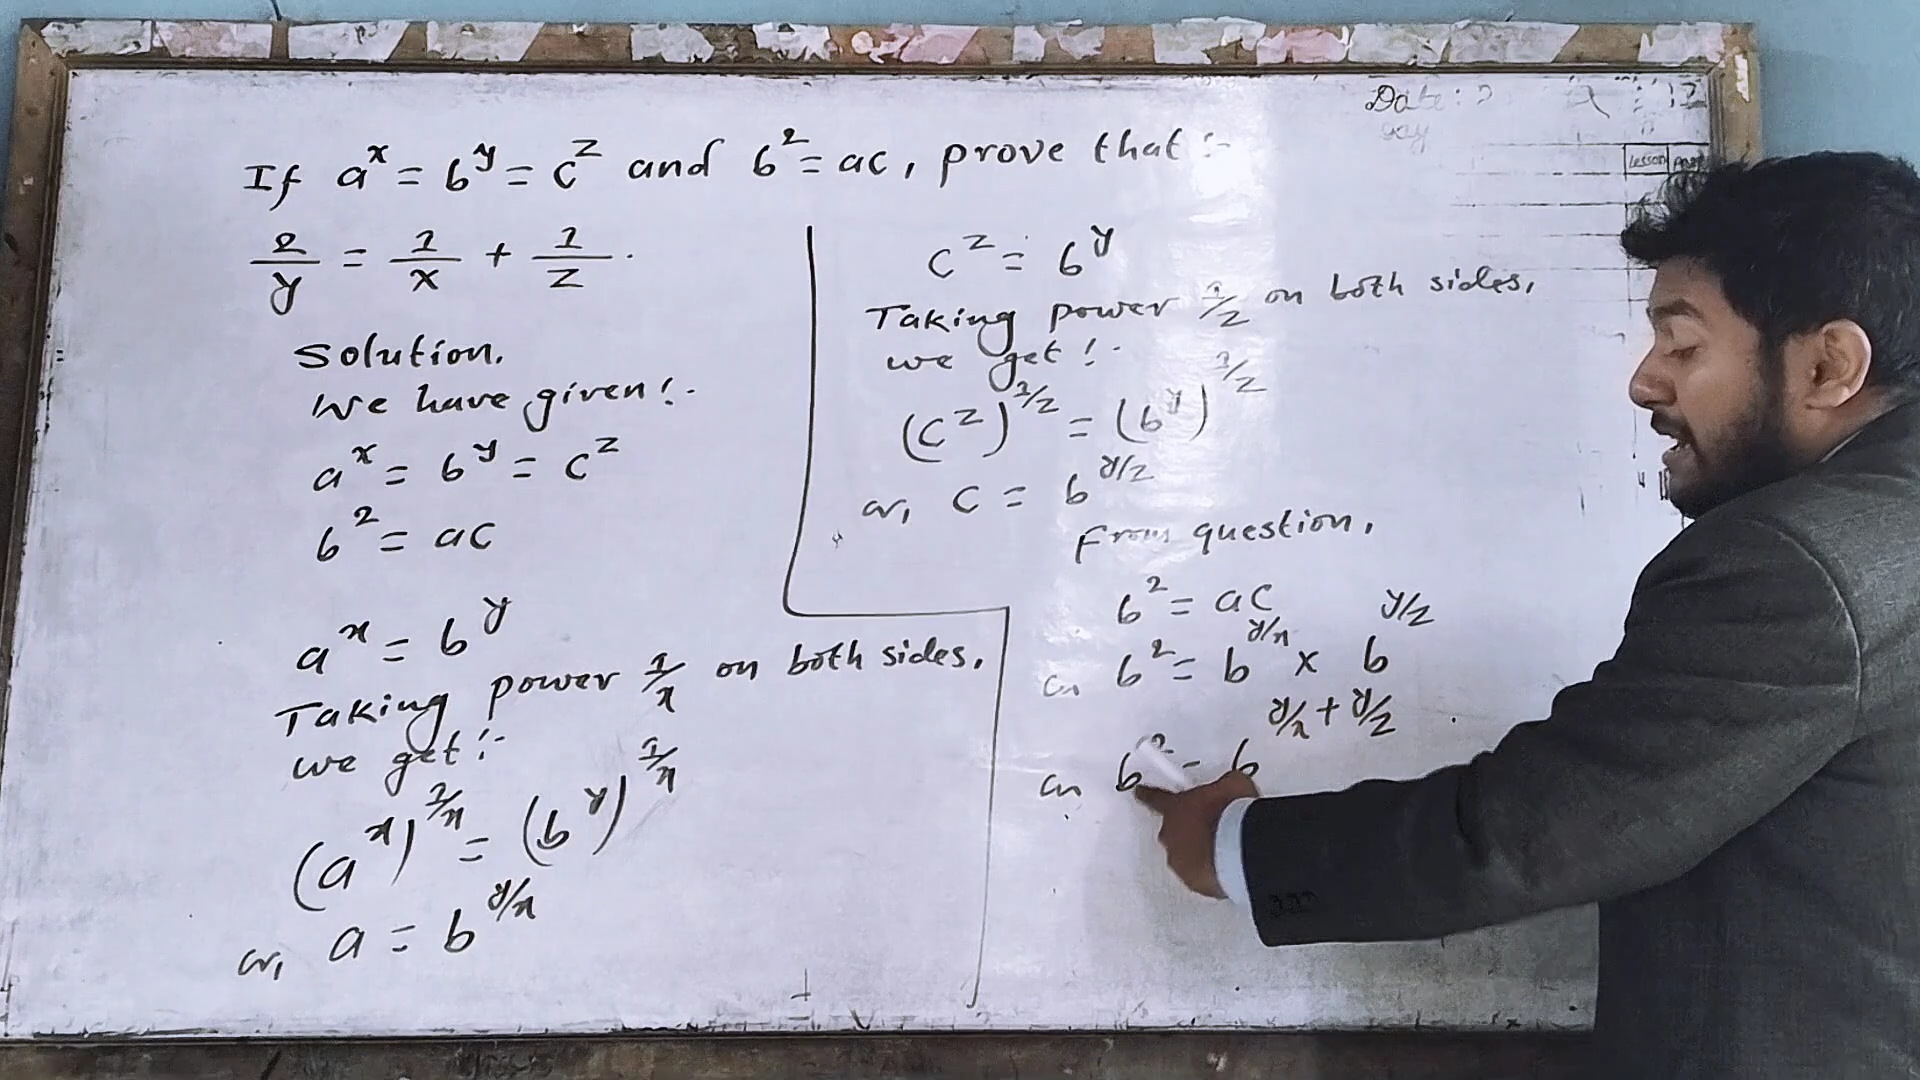 Date:
If a^x = b^y = c^z and b^2 = ac, prove that :-
2/y = 1/x + 1/z .
Solution.
We have given :-
a^x = b^y = c^z
b^2 = ac
a^x = b^y
Taking power 1/x on both sides,
we get :-
(a^x)^1/x = (b^y)^1/x
or, a = b^y/x
c^z = b^y
Taking power 1/z on both sides,
we get :-
(c^z)^1/z = (b^y)^1/z
or, c = b^y/z
From question,
b^2 = ac
or b^2 = b^y/x × b^y/z
or b^2 = b^y/x + y/z
Lesson